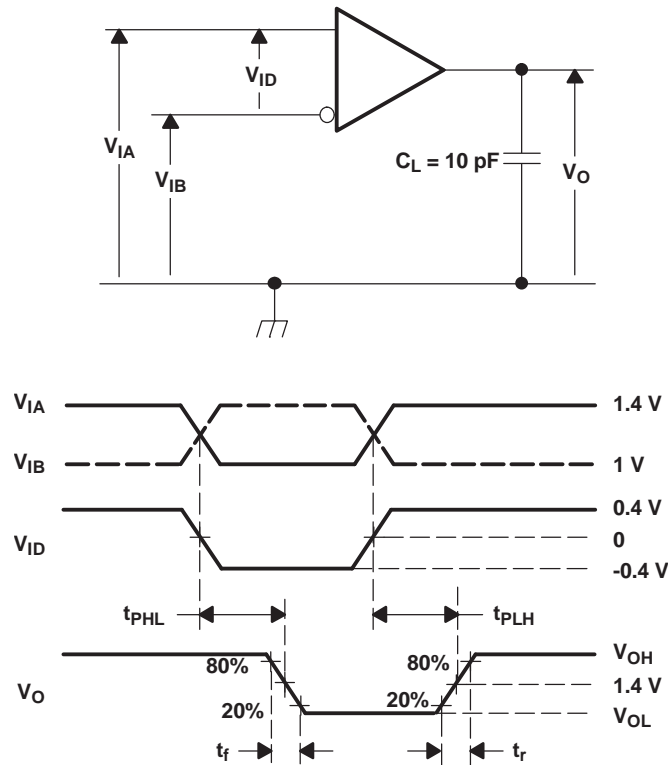 V_ID
V_IA
V_IB
C_L = 10 pF
V_O
V_IA
1.4 V
V_IB
1 V
0.4 V
V_ID
0
-0.4 V
t_PHL
t_PLH
80%
80%
V_OH
V_O
1.4 V
20%
20%
V_OL
t_f
t_r